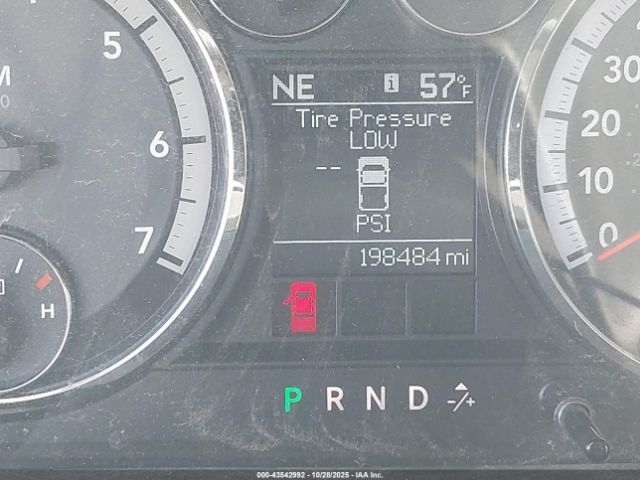 NE i 57°F
Tire Pressure
LOW
--
PSI
198484 mi
5
6
7
H
30
20
10
0
P R N D -/+
000-43542992 - 10/28/2025 - IAA Inc.